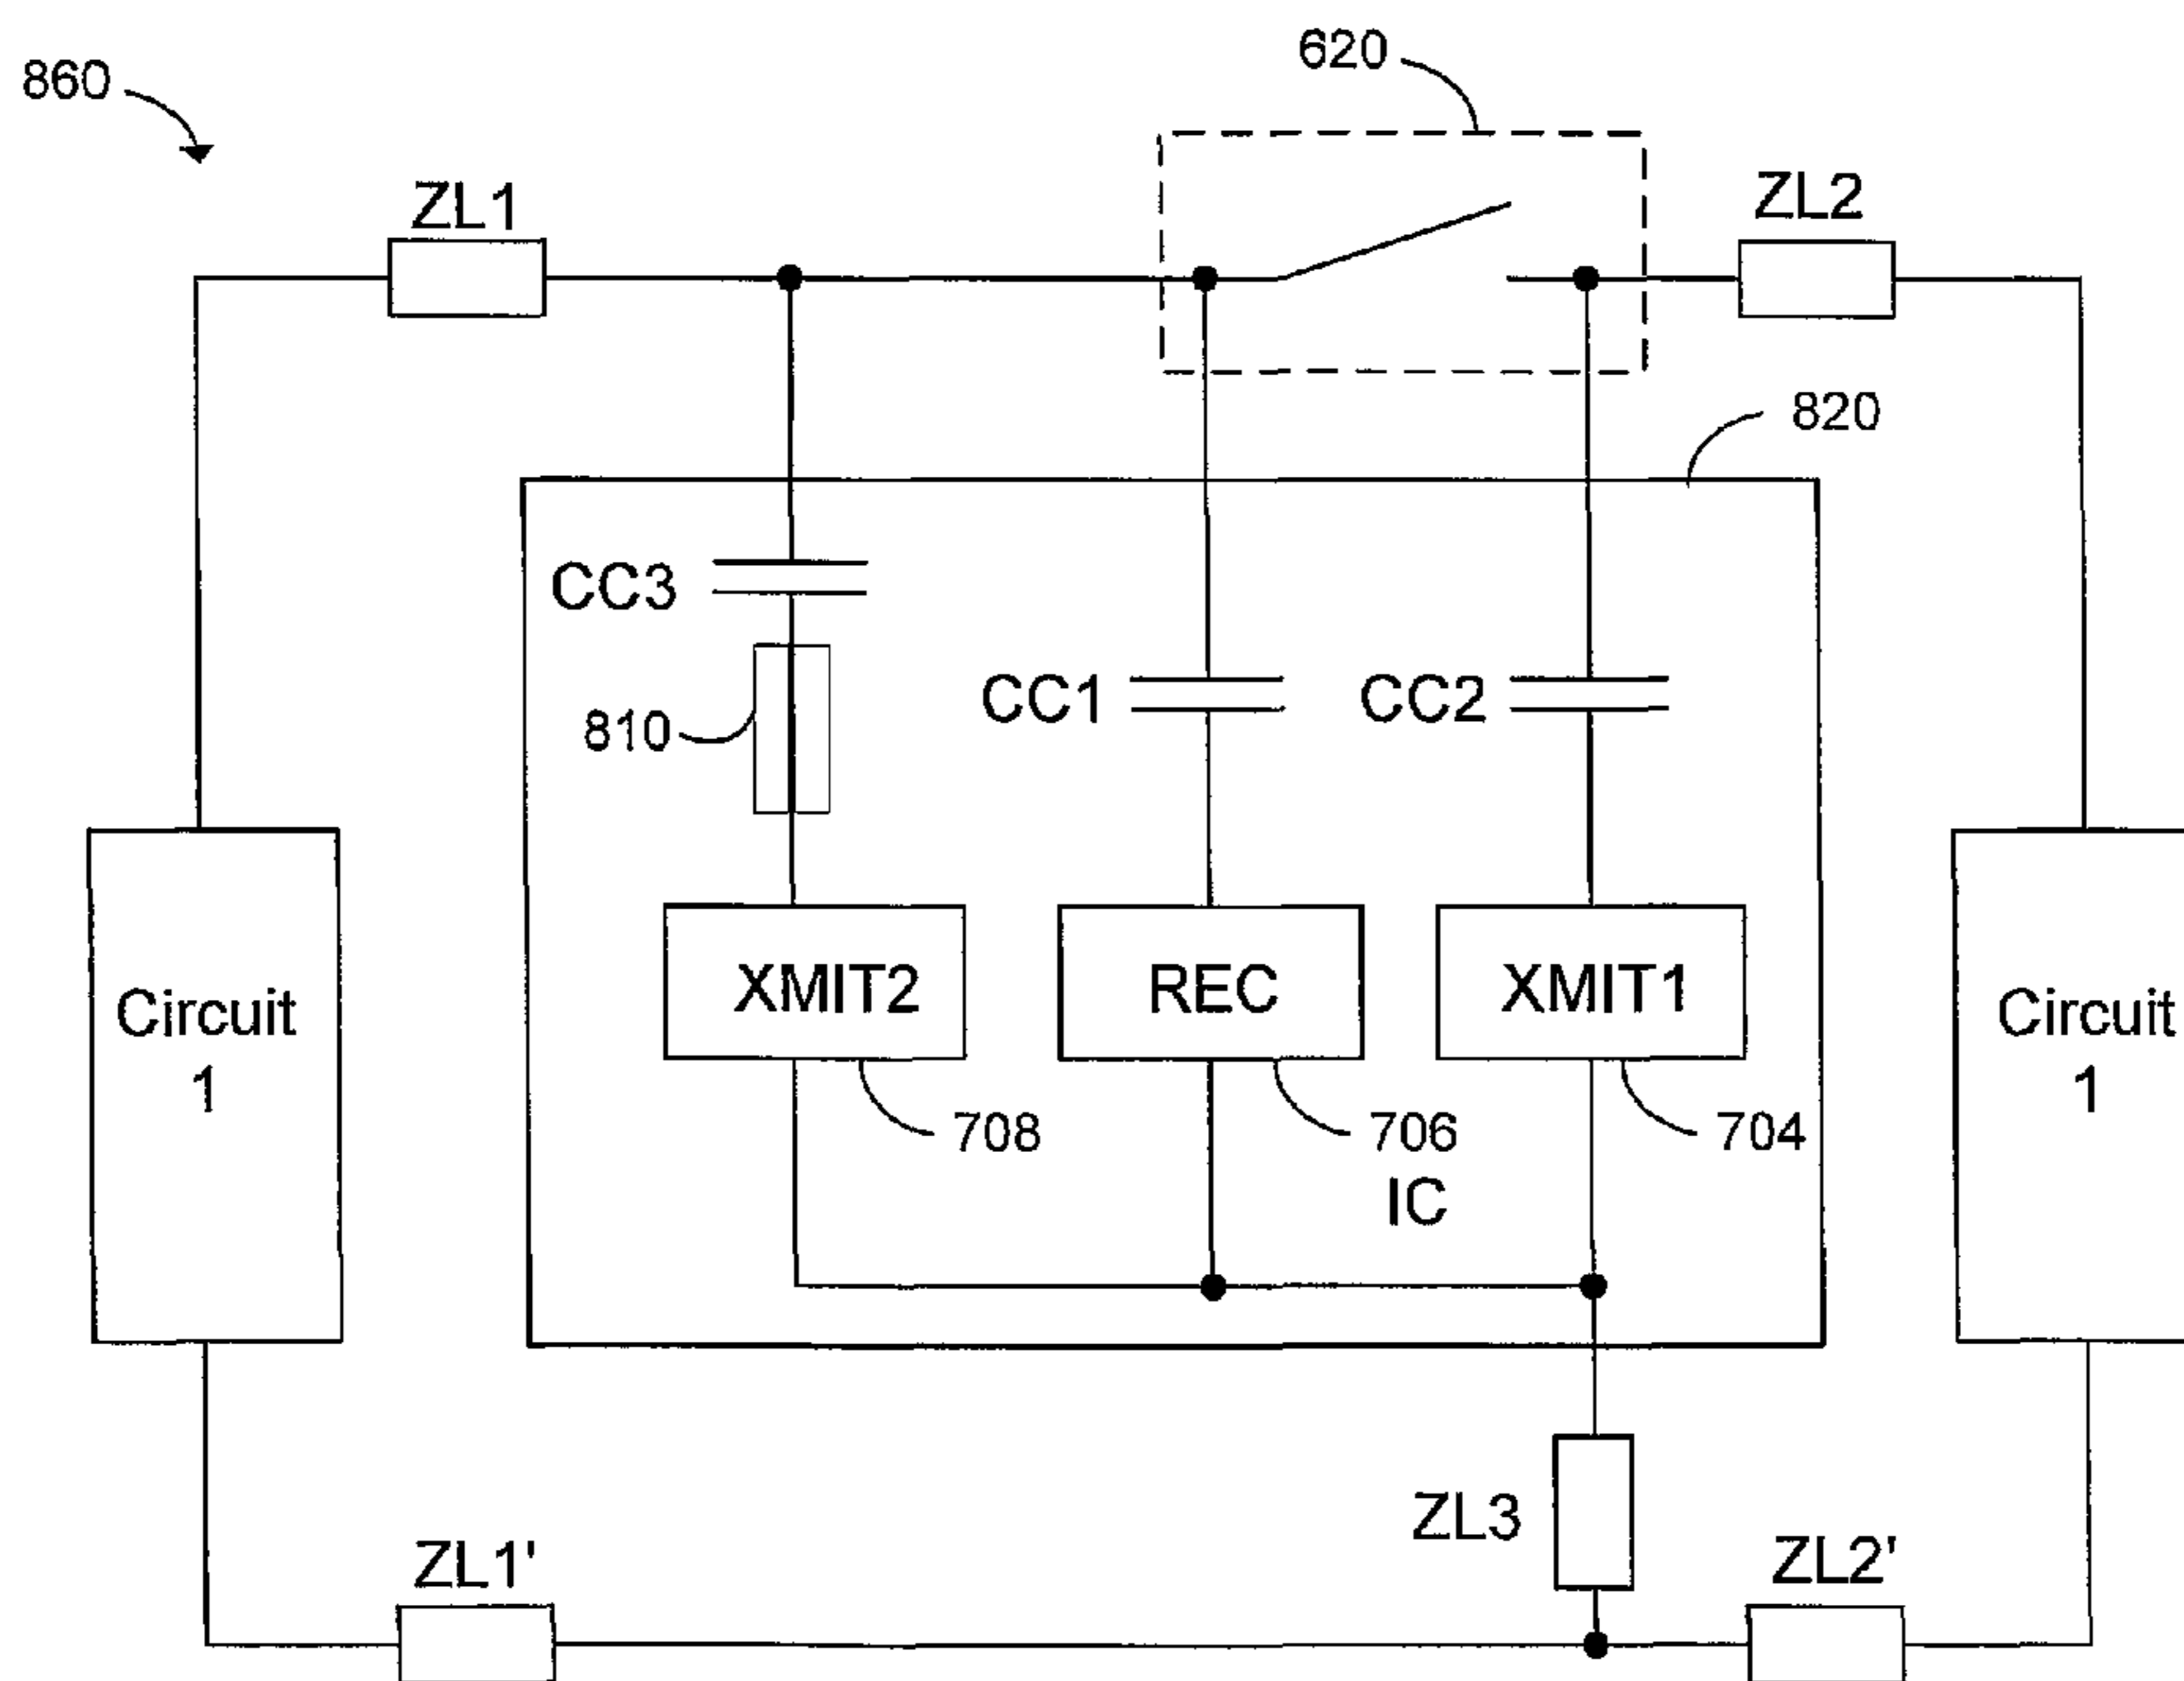 620
860
ZL1
ZL2
820
CC3
CC1
CC2
810
XMIT2
REC
XMIT1
Circuit
1
Circuit
1
708
706
704
IC
ZL3
ZL1'
ZL2'